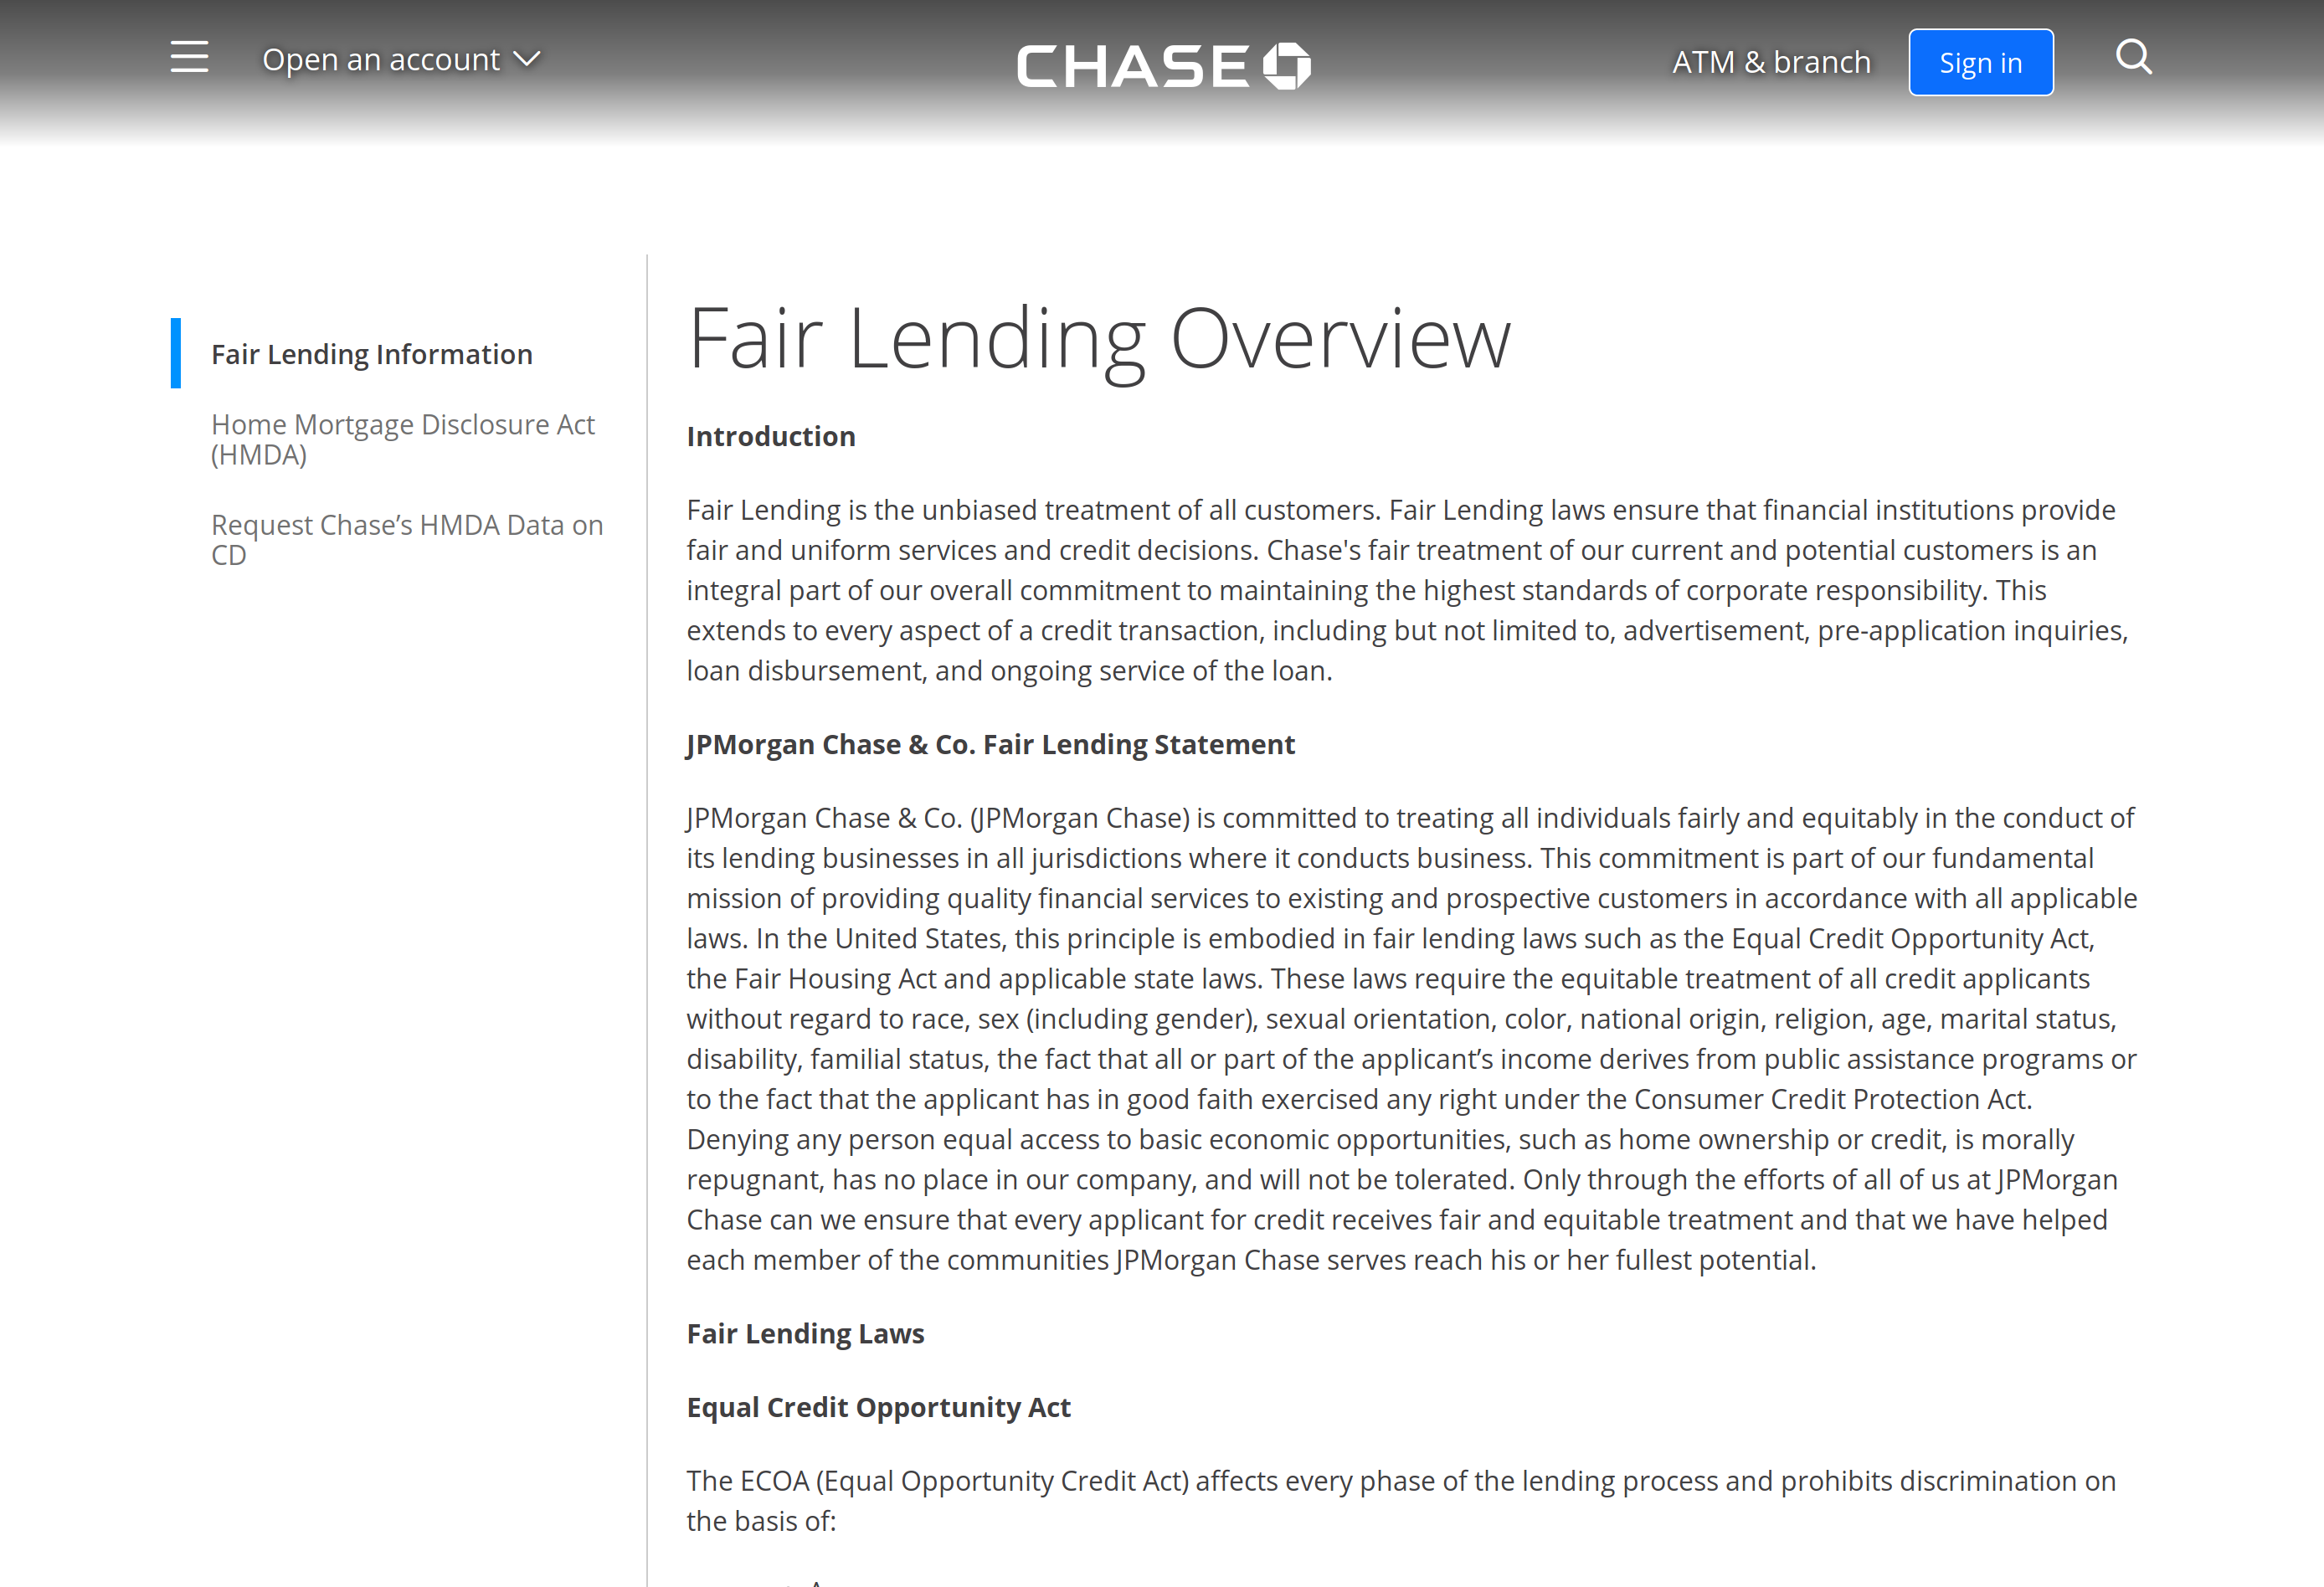 Open an account
CHASE
ATM & branch
Sign in
Fair Lending Information
Home Mortgage Disclosure Act
(HMDA)
Request Chase’s HMDA Data on
CD
Fair Lending Overview
Introduction
Fair Lending is the unbiased treatment of all customers. Fair Lending laws ensure that financial institutions provide
fair and uniform services and credit decisions. Chase's fair treatment of our current and potential customers is an
integral part of our overall commitment to maintaining the highest standards of corporate responsibility. This
extends to every aspect of a credit transaction, including but not limited to, advertisement, pre-application inquiries,
loan disbursement, and ongoing service of the loan.
JPMorgan Chase & Co. Fair Lending Statement
JPMorgan Chase & Co. (JPMorgan Chase) is committed to treating all individuals fairly and equitably in the conduct of
its lending businesses in all jurisdictions where it conducts business. This commitment is part of our fundamental
mission of providing quality financial services to existing and prospective customers in accordance with all applicable
laws. In the United States, this principle is embodied in fair lending laws such as the Equal Credit Opportunity Act,
the Fair Housing Act and applicable state laws. These laws require the equitable treatment of all credit applicants
without regard to race, sex (including gender), sexual orientation, color, national origin, religion, age, marital status,
disability, familial status, the fact that all or part of the applicant’s income derives from public assistance programs or
to the fact that the applicant has in good faith exercised any right under the Consumer Credit Protection Act.
Denying any person equal access to basic economic opportunities, such as home ownership or credit, is morally
repugnant, has no place in our company, and will not be tolerated. Only through the efforts of all of us at JPMorgan
Chase can we ensure that every applicant for credit receives fair and equitable treatment and that we have helped
each member of the communities JPMorgan Chase serves reach his or her fullest potential.
Fair Lending Laws
Equal Credit Opportunity Act
The ECOA (Equal Opportunity Credit Act) affects every phase of the lending process and prohibits discrimination on
the basis of: